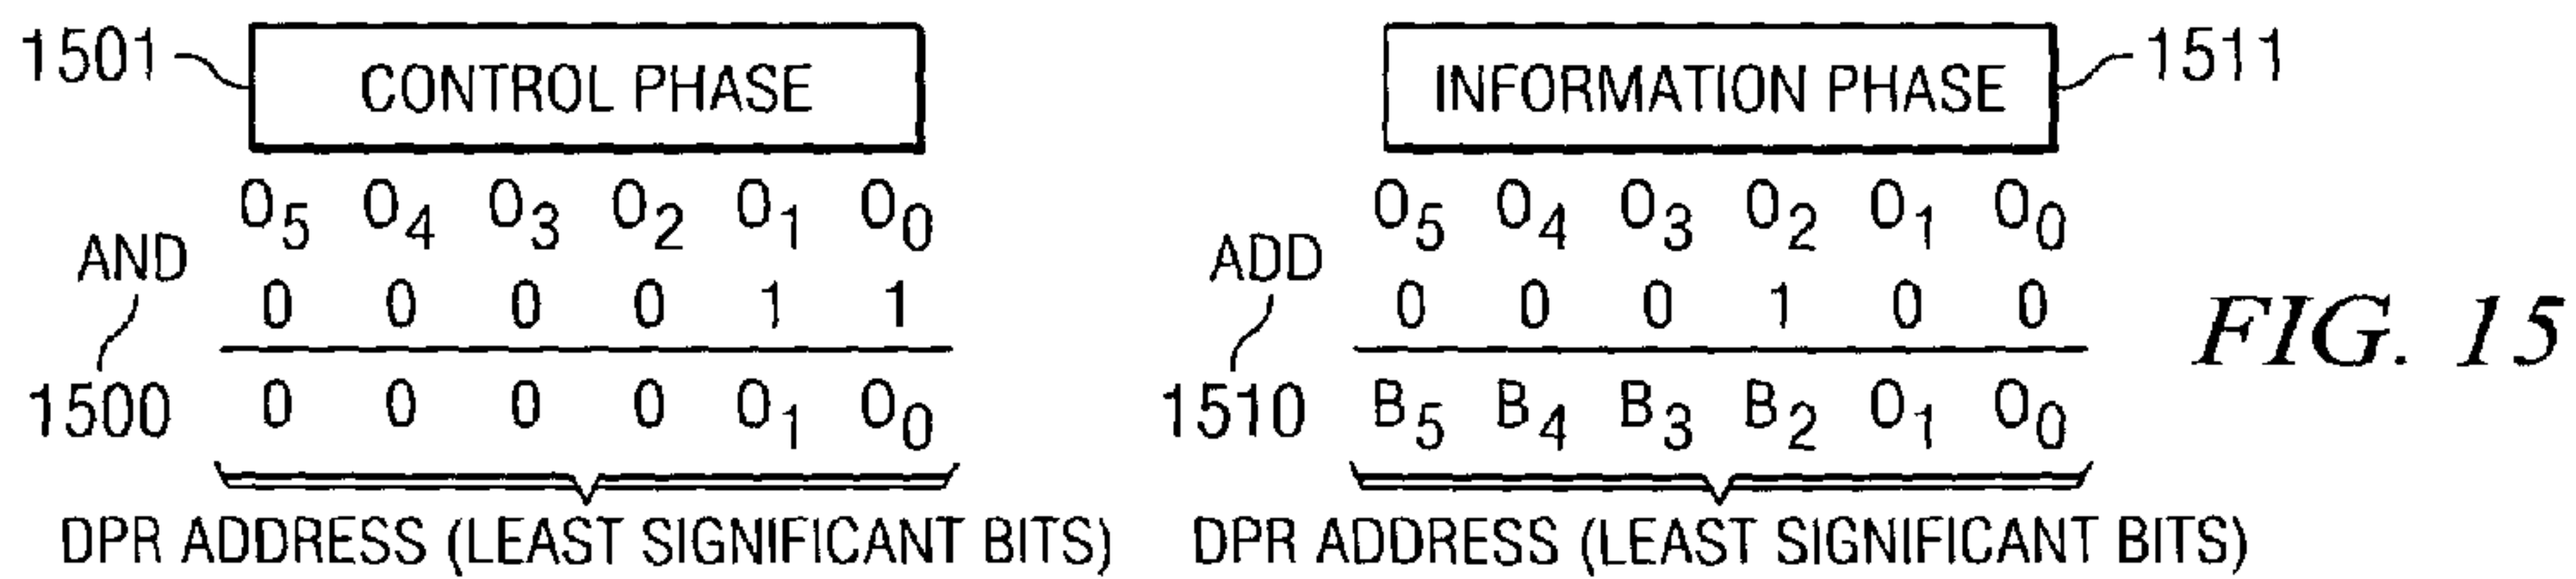 1501 CONTROL PHASE
O5 O4 O3 O2 O1 O0
AND
0 0 0 0 1 1
1500
0 0 0 0 O1 O0
DPR ADDRESS (LEAST SIGNIFICANT BITS)
INFORMATION PHASE 1511
O5 O4 O3 O2 O1 O0
ADD
0 0 0 1 0 0
1510
B5 B4 B3 B2 O1 O0
DPR ADDRESS (LEAST SIGNIFICANT BITS)
FIG. 15